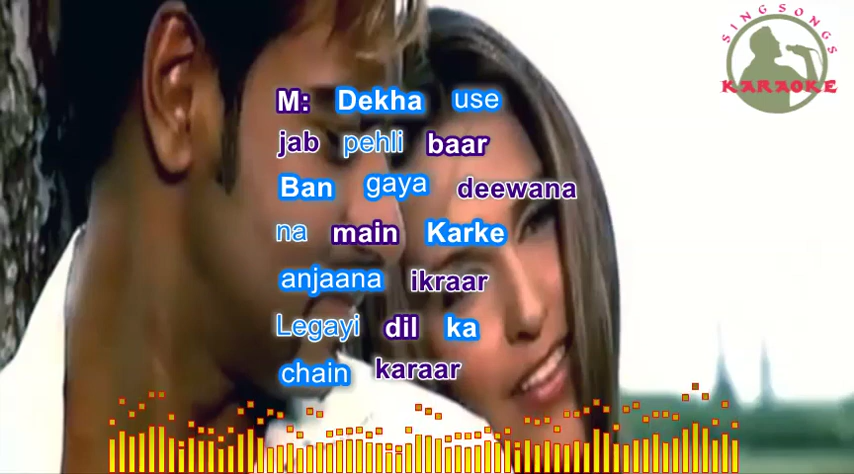 SING SONGS
KARAOKE
M: Dekha use
jab pehli baar
Ban gaya deewana
na main Karke
anjaana ikraar
Legayi dil ka
chain karaar